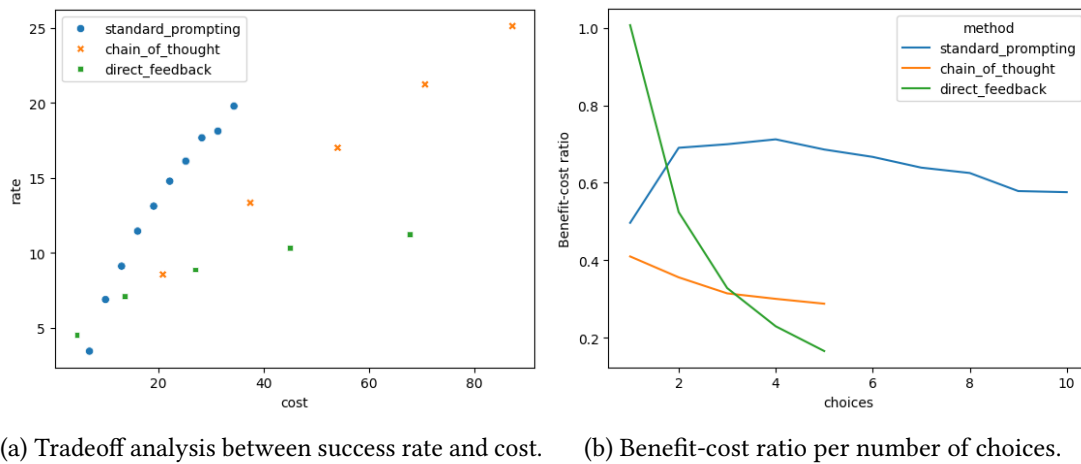 25
20
15
10
5
rate
standard_prompting
chain_of_thought
direct_feedback
20 40 60 80
cost
(a) Tradeoff analysis between success rate and cost.
1.0
0.8
0.6
0.4
0.2
Benefit-cost ratio
method
standard_prompting
chain_of_thought
direct_feedback
2 4 6 8 10
choices
(b) Benefit-cost ratio per number of choices.